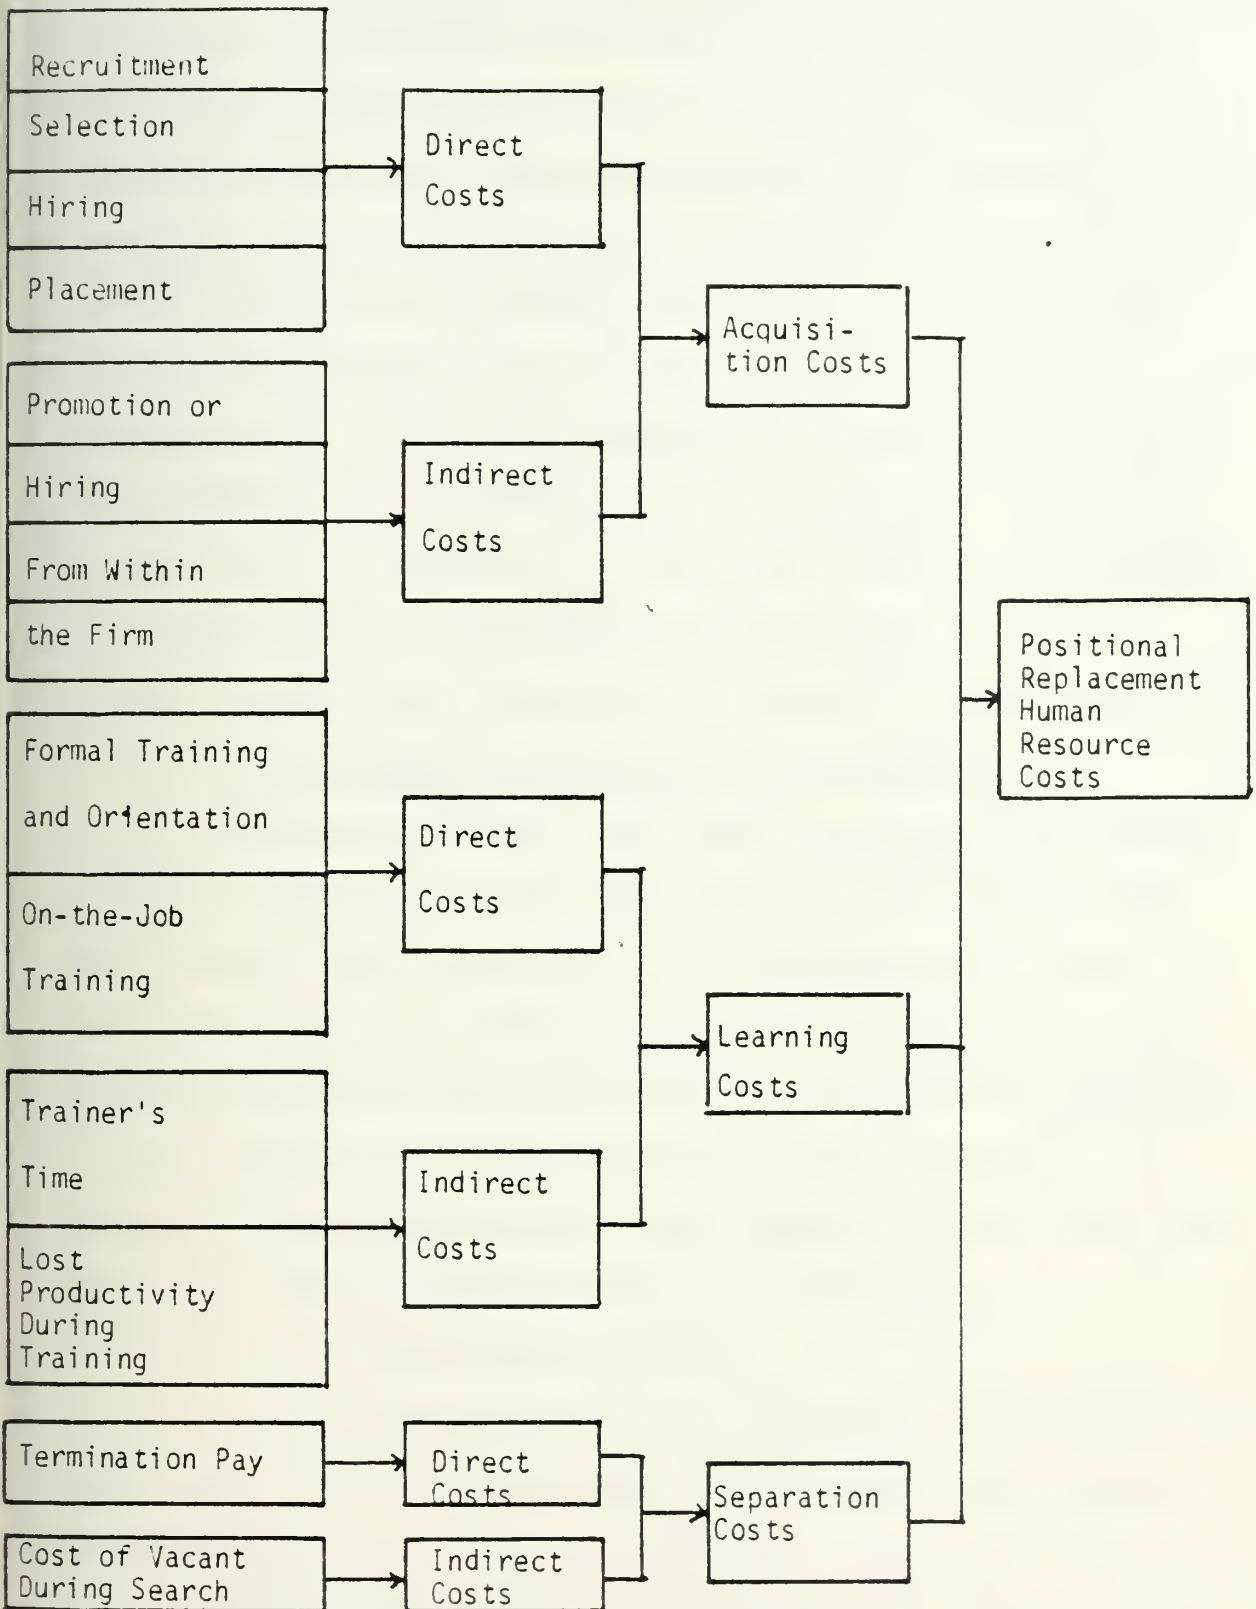 Recruitment
Selection
Hiring
Placement
Direct
Costs
Promotion or
Hiring
From Within
the Firm
Indirect
Costs
Acquisi-
tion Costs
Formal Training
and Orientation
On-the-Job
Training
Direct
Costs
Trainer's
Time
Lost
Productivity
During
Training
Indirect
Costs
Learning
Costs
Termination Pay
Direct
Costs
Cost of Vacant
During Search
Indirect
Costs
Separation
Costs
Positional
Replacement
Human
Resource
Costs